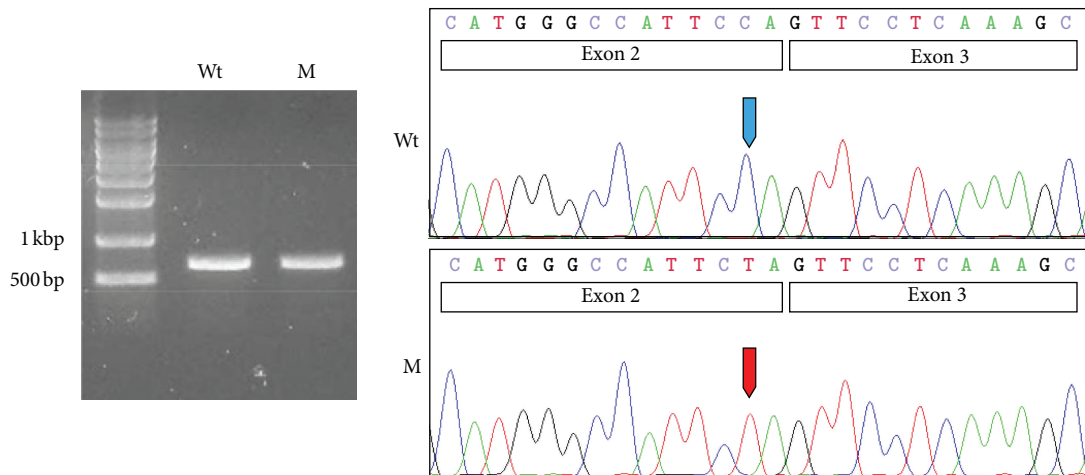 Wt M
1 kbp
500 bp
C A T G G G C C A T T C C A G T T C C T C A A A G C
Exon 2 Exon 3
Wt
C A T G G G C C A T T C T A G T T C C T C A A A G C
Exon 2 Exon 3
M